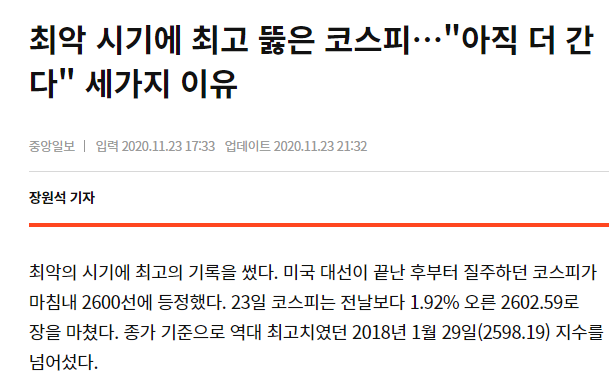 최악 시기에 최고 뚫은 코스피…"아직 더 간
다" 세가지 이유
중앙일보 | 입력 2020.11.23 17:33 업데이트 2020.11.23 21:32
장원석 기자
최악의 시기에 최고의 기록을 썼다. 미국 대선이 끝난 후부터 질주하던 코스피가
마침내 2600선에 등정했다. 23일 코스피는 전날보다 1.92% 오른 2602.59로
장을 마쳤다. 종가 기준으로 역대 최고치였던 2018년 1월 29일(2598.19) 지수를
넘어섰다.